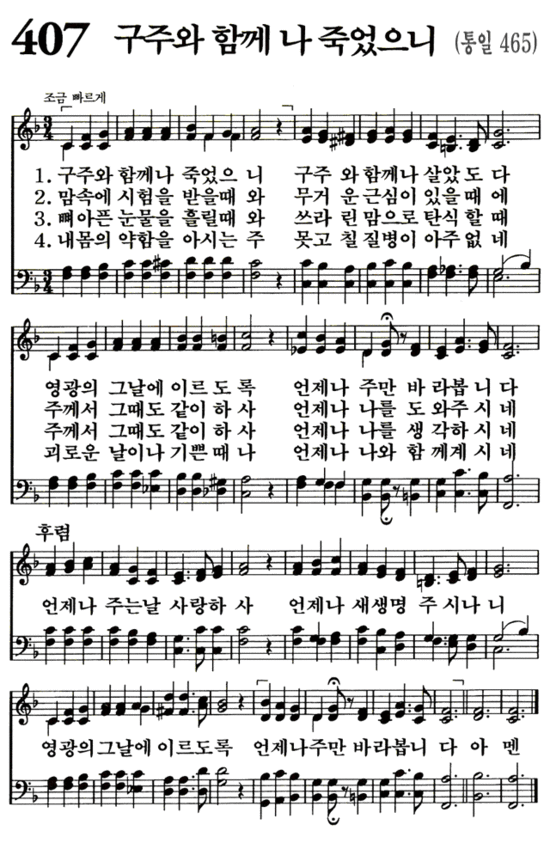 407 구주와 함께 나 죽었으니 (통일 465)
조금 빠르게
1. 구주와 함께나 죽었으 니 구주 와함께나 살았 도 다
2. 맘속에 시험을 받을때 와 무거 운근심이 있을 때 에
3. 뼈아픈 눈물을 흘릴때 와 쓰라 린맘으로 탄식 할 때
4. 내몸의 약함을 아시는 주 못고 칠질병이 아주 없 네
영광의 그날에 이르 도 록 언제나 주만 바 라봅 니 다
주께서 그때도 같이 하 사 언제나 나를 도 와주 시 네
주께서 그때도 같이 하 사 언제나 나를 생 각하 시 네
괴로운 날이나 기쁜 때 나 언제나 나와 함 께계 시 네
후렴
언제나 주는날 사랑하 사 언제나 새생명 주 시나 니
영광의그날에 이르도록 언제나주만 바라봅니 다 아 멘